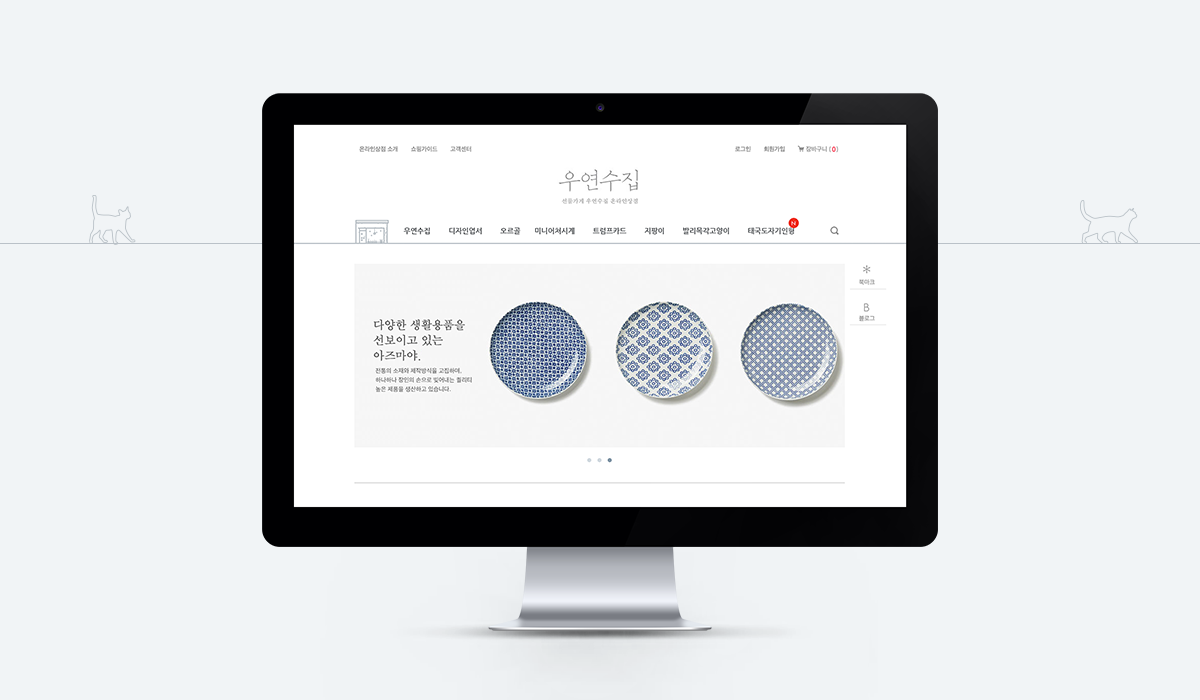 온라인상점 소개 쇼핑가이드 고객센터
로그인 회원가입 장바구니 (0)
우연수집
선물가게 우연수집 온라인상점
우연수집 디자인엽서 오르골 미니어처시계 트럼프카드 지팡이 발리목각고양이 태국도자기인형
N
북마크
B
블로그
다양한 생활용품을
선보이고 있는
아즈마야.
전통의 소재와 제작방식을 고집하며,
하나하나 장인의 손으로 빚어내는 퀄리티
높은 제품을 생산하고 있습니다.